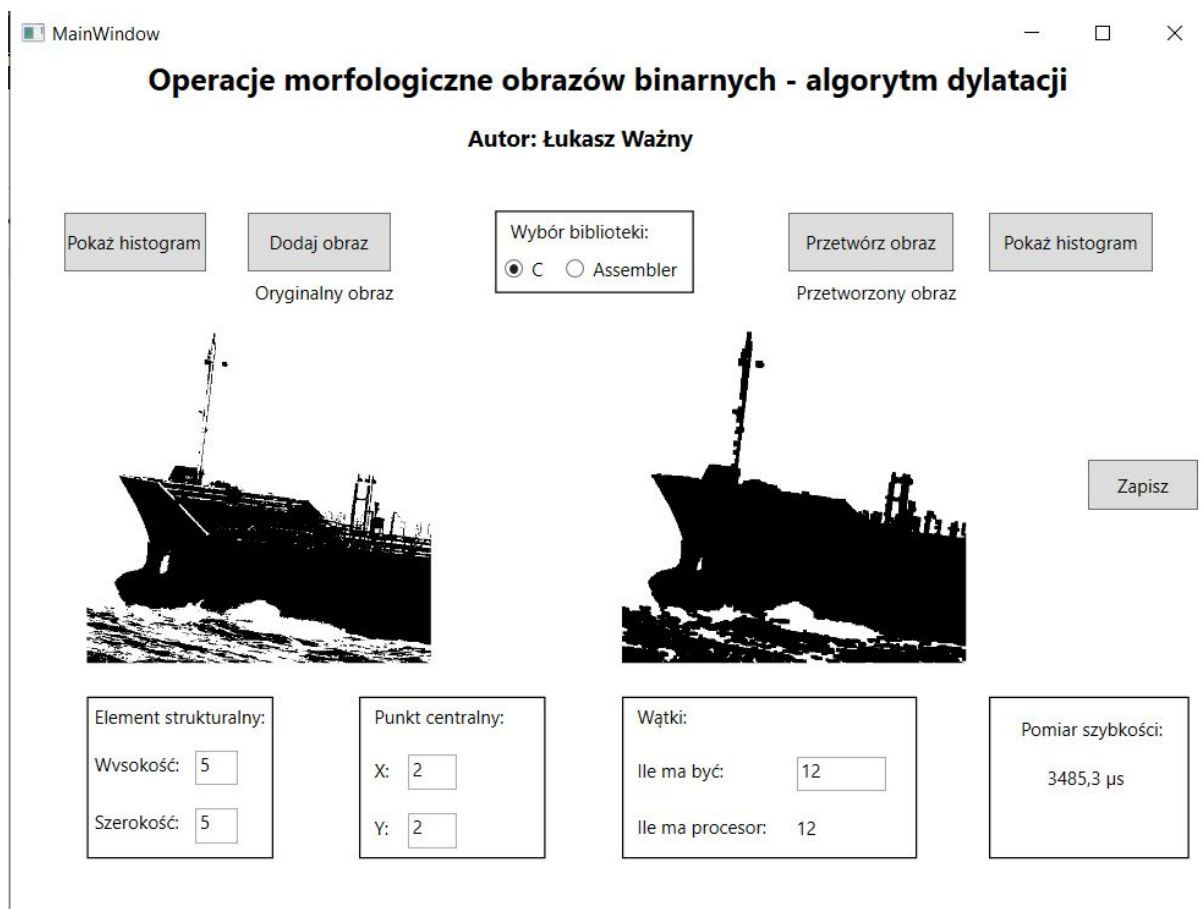 MainWindow
Operacje morfologiczne obrazów binarnych - algorytm dylatacji
Autor: Łukasz Ważny
Pokaż histogram
Dodaj obraz
Wybór biblioteki:
C Assembler
Przetwórz obraz
Pokaż histogram
Oryginalny obraz
Przetworzony obraz
Zapisz
Element strukturalny:
Wysokość: 5
Szerokość: 5
Punkt centralny:
X: 2
Y: 2
Wątki:
Ile ma być: 12
Ile ma procesor: 12
Pomiar szybkości:
3485,3 µs